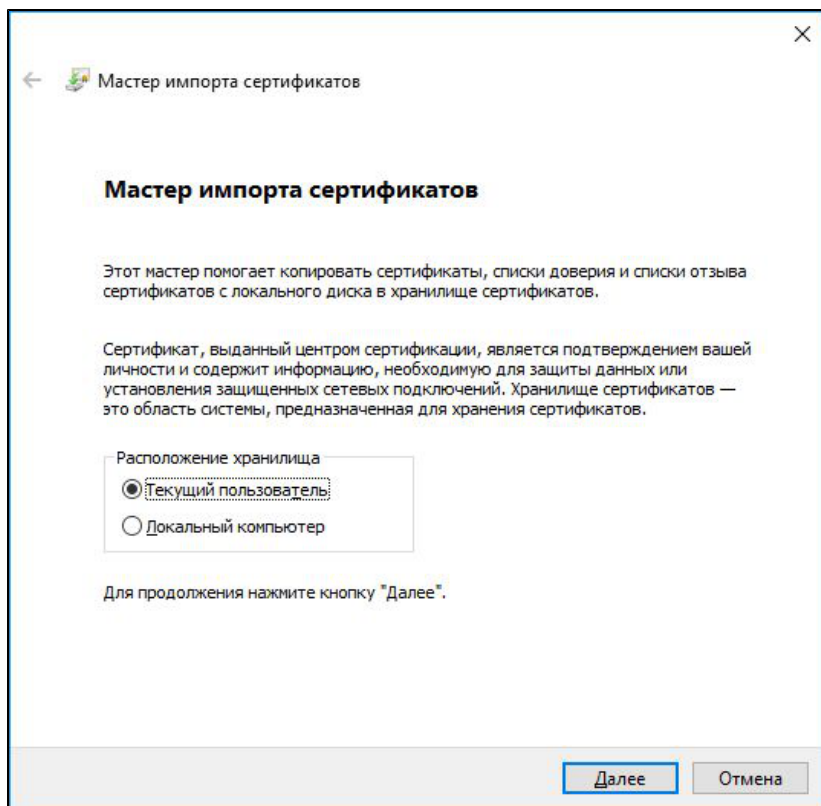 Мастер импорта сертификатов
Мастер импорта сертификатов
Этот мастер помогает копировать сертификаты, списки доверия и списки отзыва
сертификатов с локального диска в хранилище сертификатов.
Сертификат, выданный центром сертификации, является подтверждением вашей
личности и содержит информацию, необходимую для защиты данных или
установления защищенных сетевых подключений. Хранилище сертификатов —
это область системы, предназначенная для хранения сертификатов.
Расположение хранилища
Текущий пользователь
Локальный компьютер
Для продолжения нажмите кнопку "Далее".
Далее
Отмена